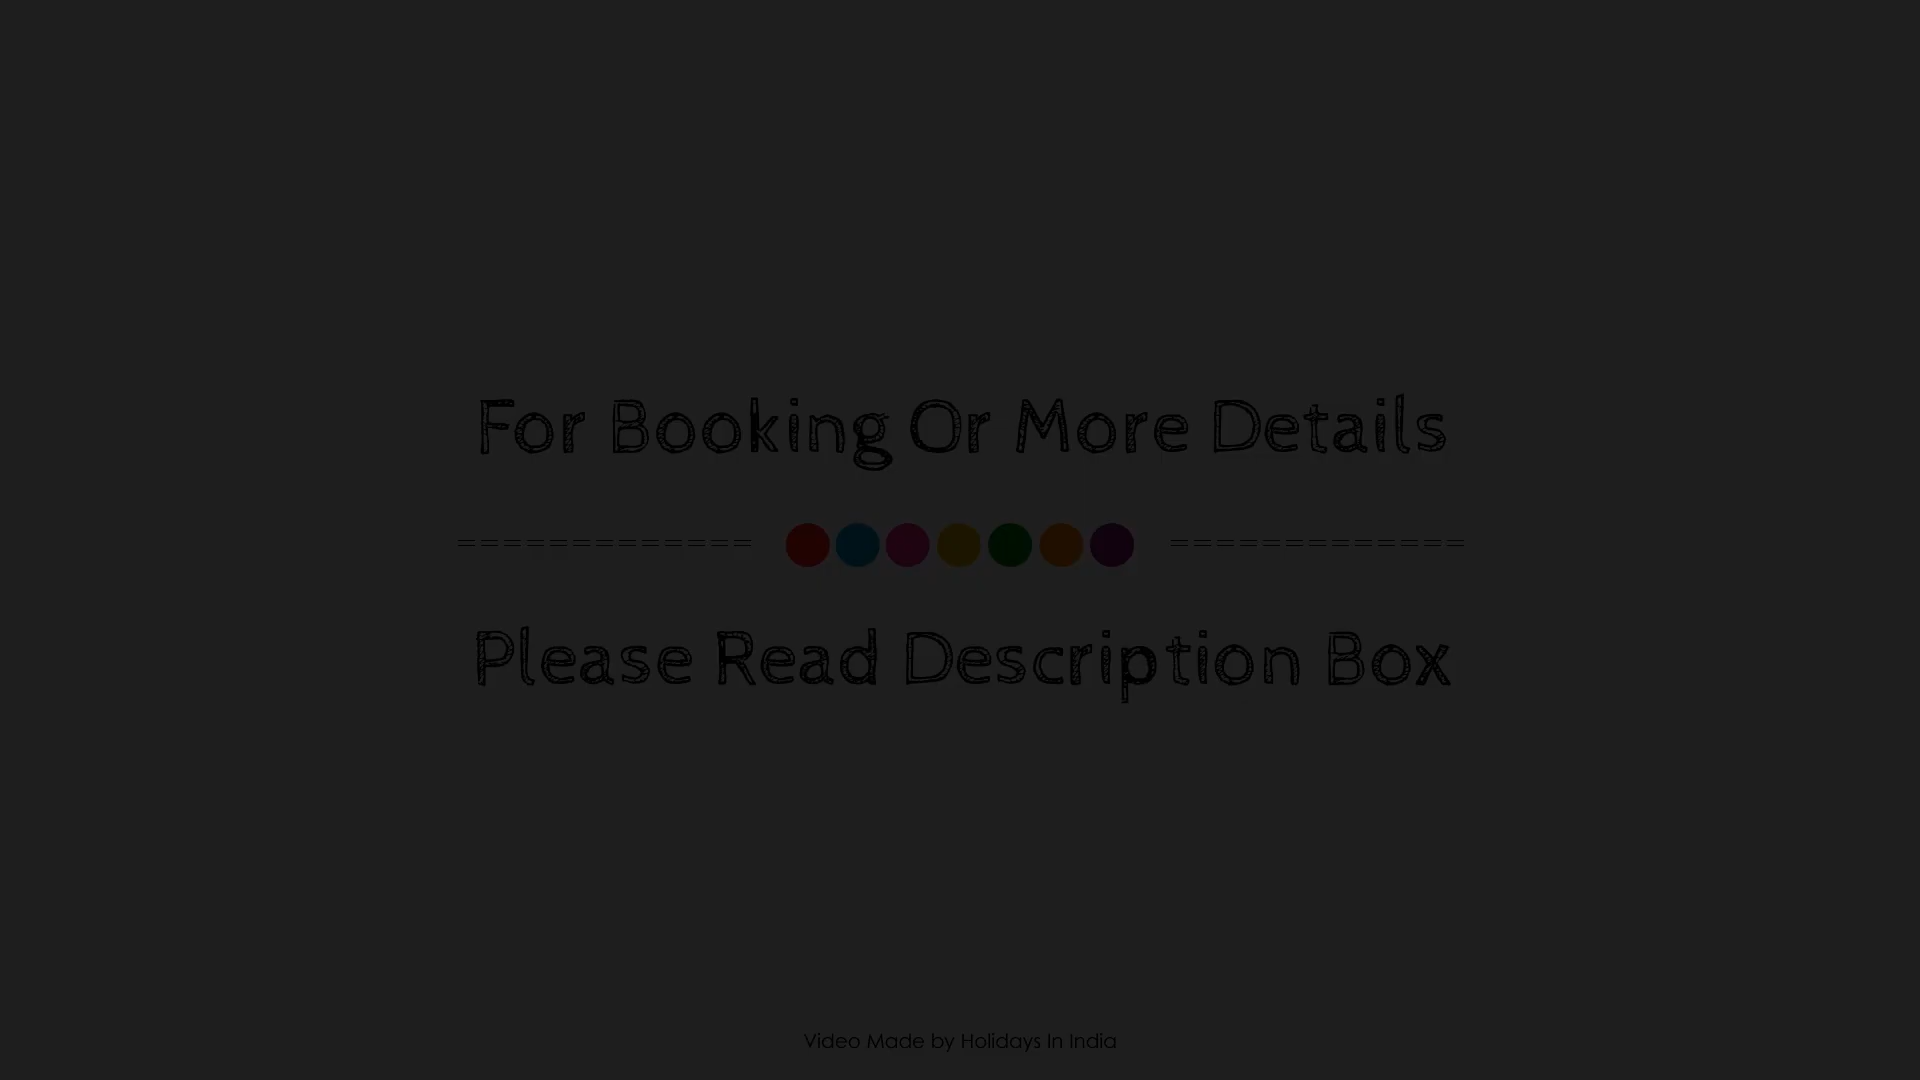 For Booking Or More Details
============= =============
Please Read Description Box
Video Made by Holidays In India